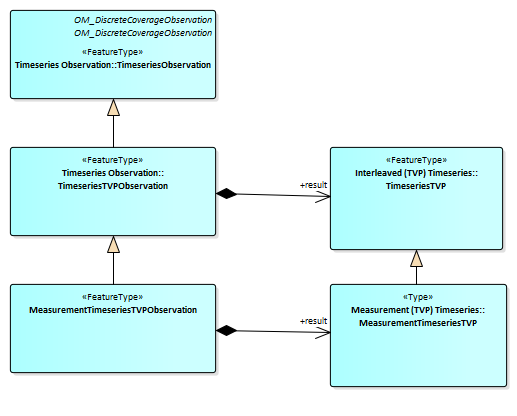 OM_DiscreteCoverageObservation
OM_DiscreteCoverageObservation
«FeatureType»
Timeseries Observation::TimeseriesObservation
«FeatureType»
Timeseries Observation::
TimeseriesTVPObservation
+result
«FeatureType»
Interleaved (TVP) Timeseries::
TimeseriesTVP
«FeatureType»
MeasurementTimeseriesTVPObservation
+result
«Type»
Measurement (TVP) Timeseries::
MeasurementTimeseriesTVP